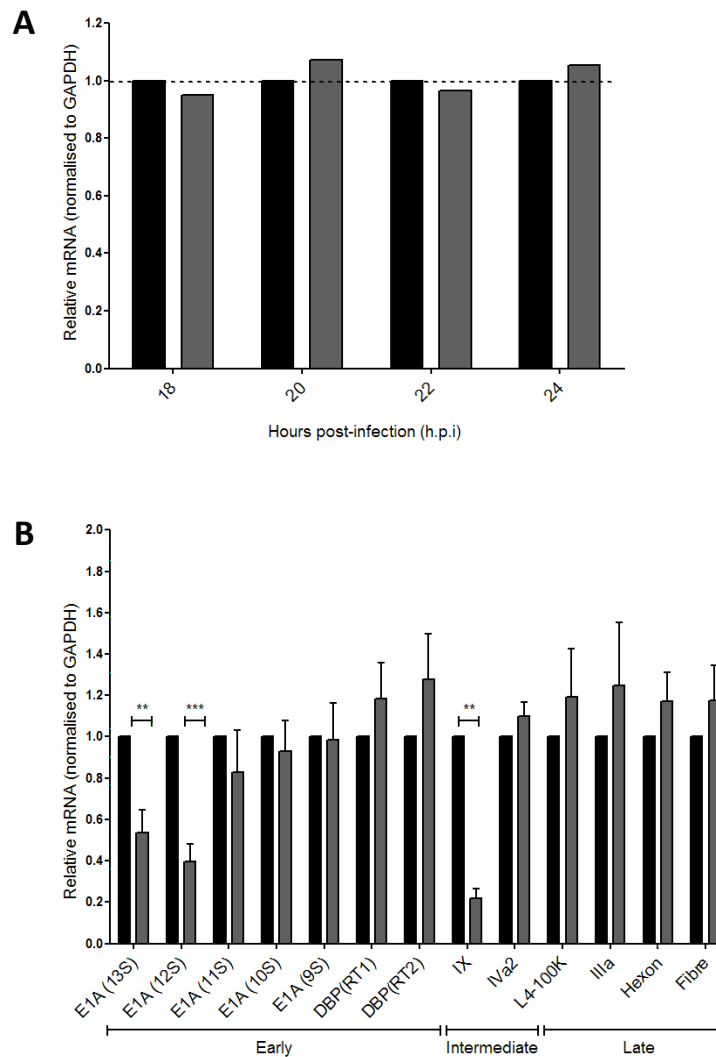 A
Relative mRNA (normalised to GAPDH)
1.2
1.0
0.8
0.6
0.4
0.2
0.0
18 20 22 24
Hours post-infection (h.p.i)
B
Relative mRNA (normalised to GAPDH)
2.0
1.8
1.6
1.4
1.2
1.0
0.8
0.6
0.4
0.2
0.0
** *** **
E1A (13S) E1A (12S) E1A (11S) E1A (10S) E1A (9S) DBP(RT1) DBP(RT2) IX IVa2 L4-100K IIIa Hexon Fibre
Early Intermediate Late